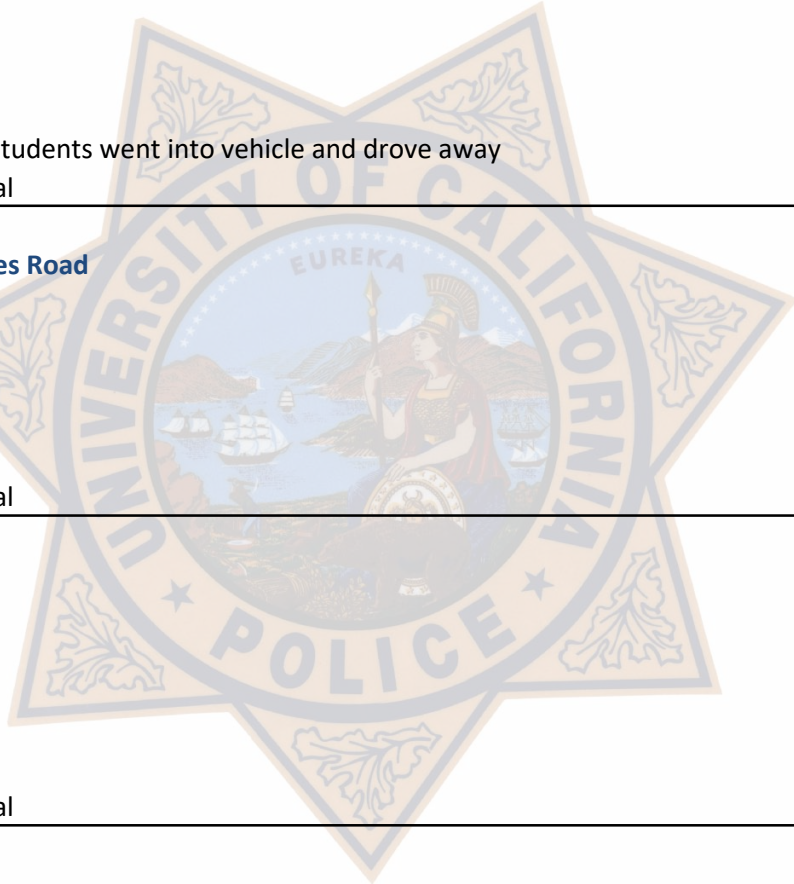 tudents went into vehicle and drove away
al
es Road
al
al
UNIVERSITY OF CALIFORNIA
EUREKA
POLICE